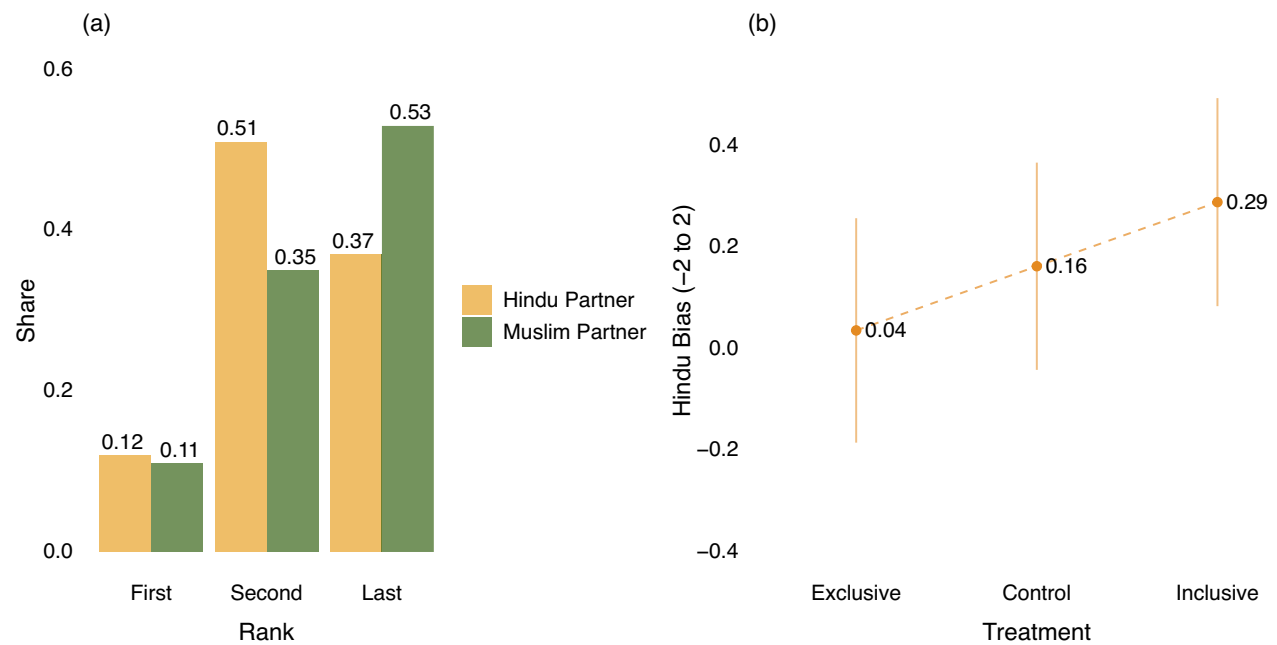 (a)
Share
0.6
0.4
0.2
0.0
0.12
0.11
0.51
0.35
0.37
0.53
First
Second
Last
Rank
Hindu Partner
Muslim Partner
(b)
Hindu Bias (−2 to 2)
0.4
0.2
0.0
−0.2
−0.4
0.04
0.16
0.29
Exclusive
Control
Inclusive
Treatment